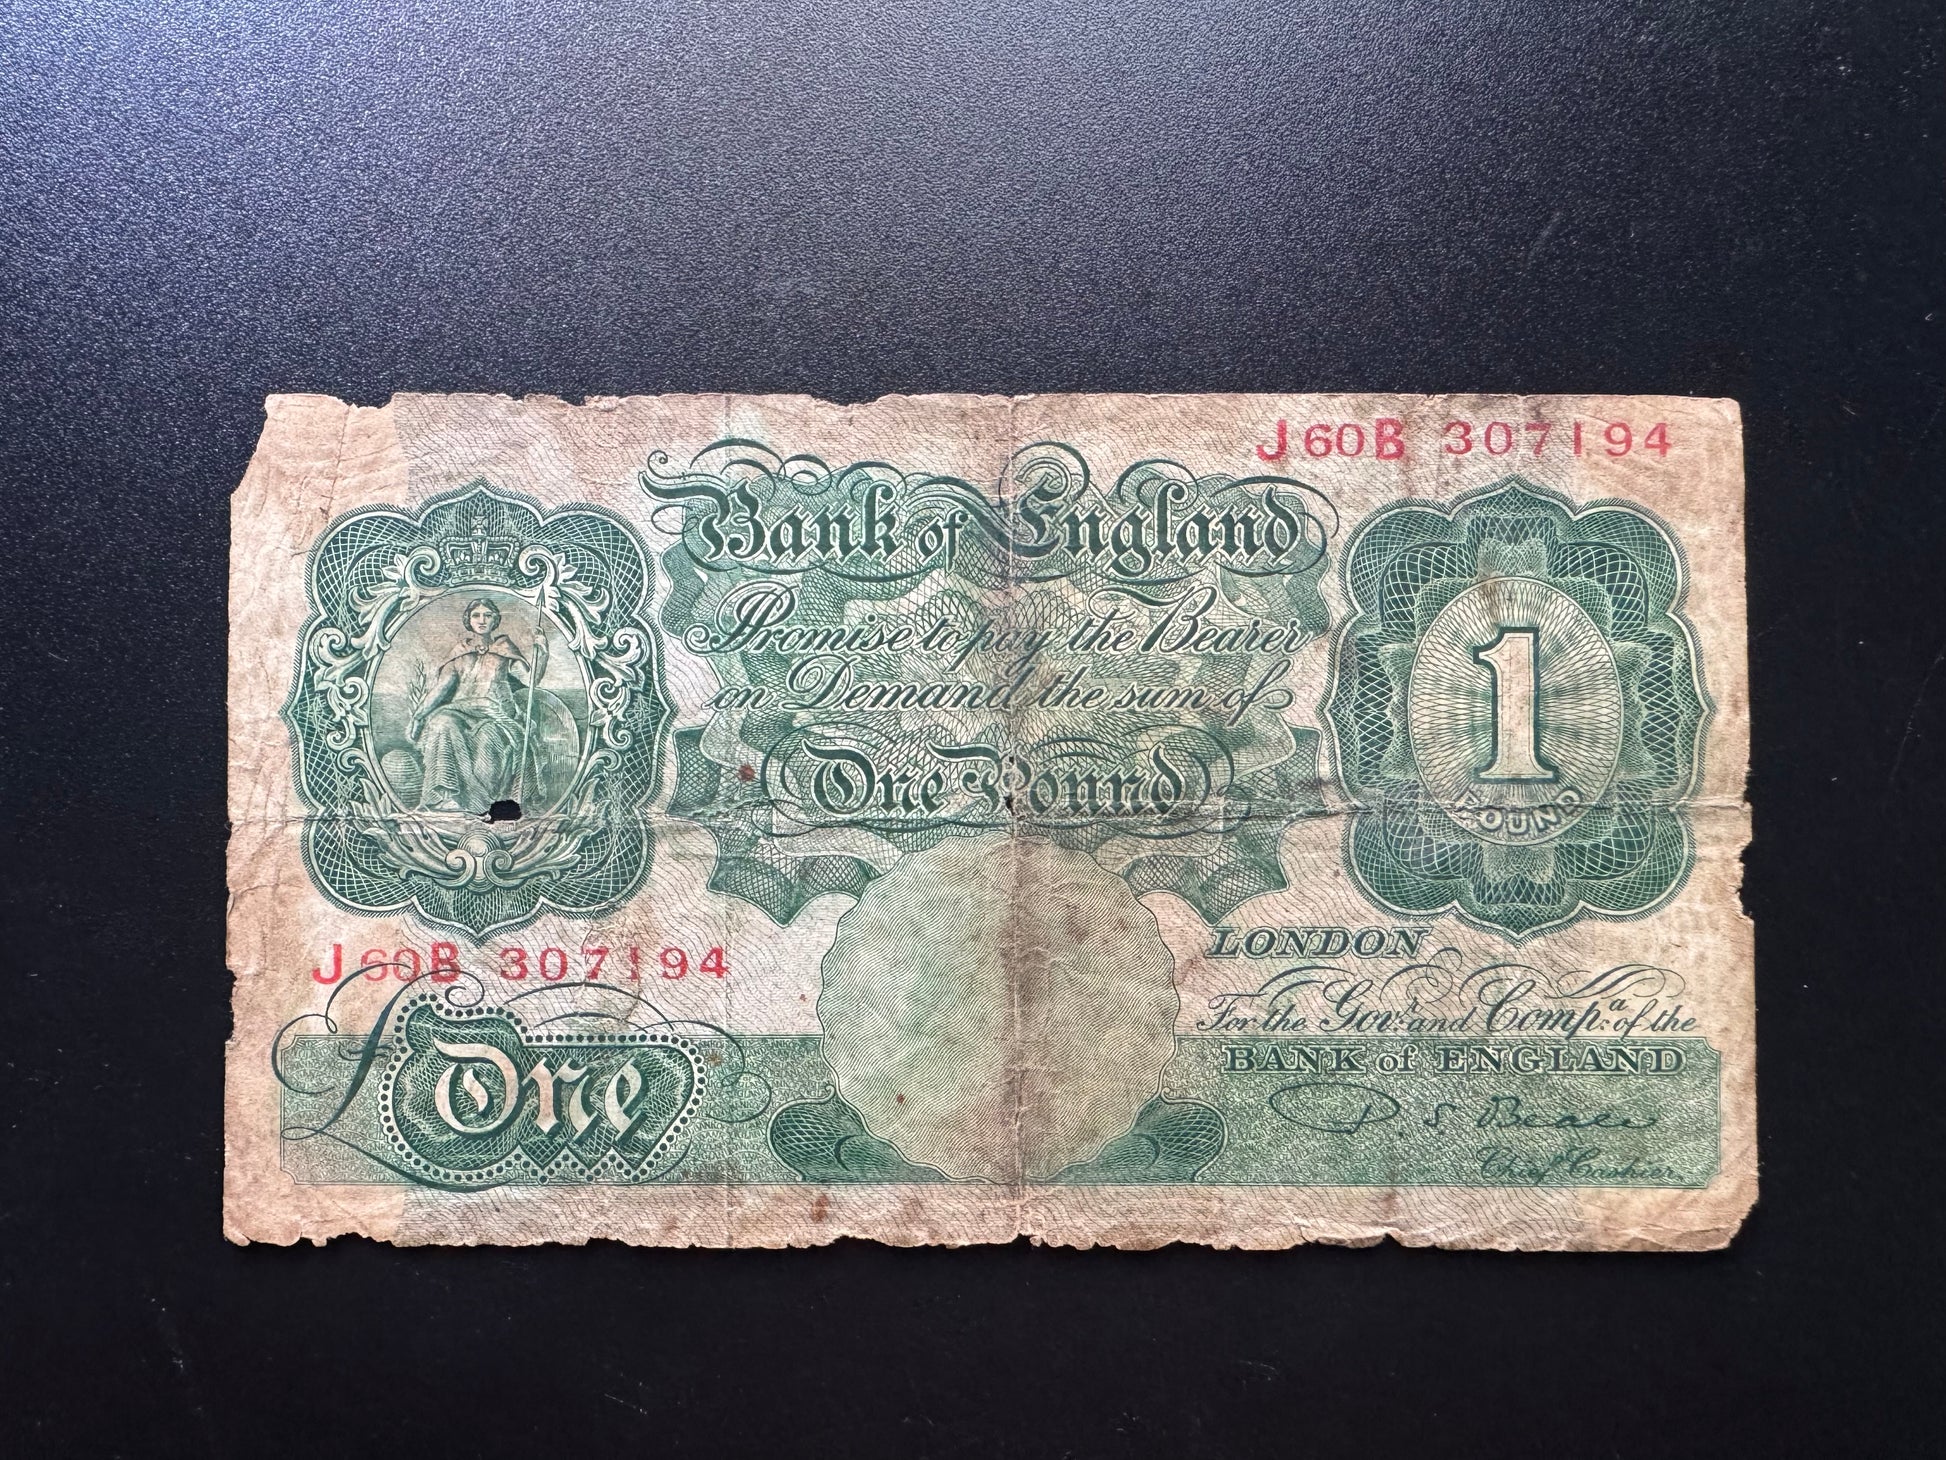 J60B 307194
Bank of England
Promise to pay the Bearer
on Demand the sum of
One Pound
1
POUND
J60B 307194
£One
LONDON
For the Govr. and Compa. of the
BANK of ENGLAND
P. S. Beale
Chief Cashier